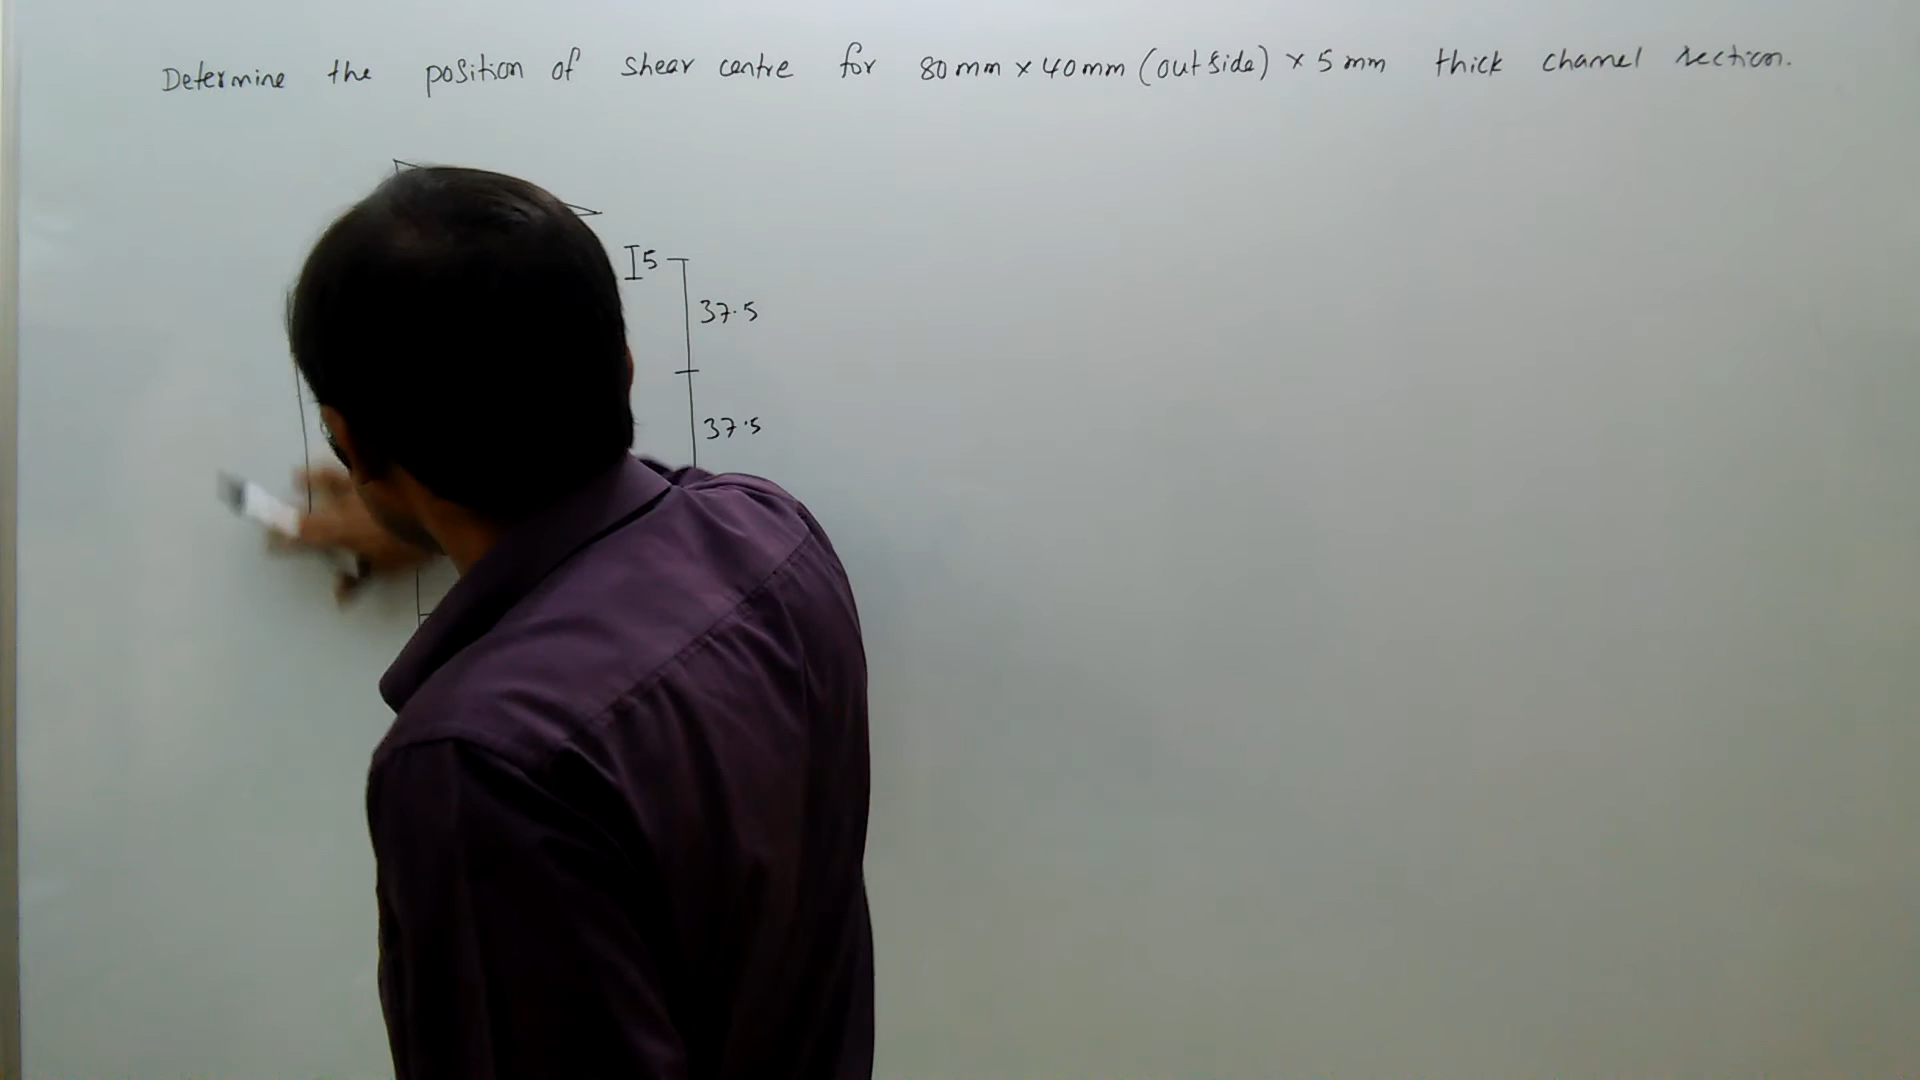 Determine the position of shear centre for 80 mm × 40 mm (outside) × 5 mm thick channel section.
5
37.5
37.5